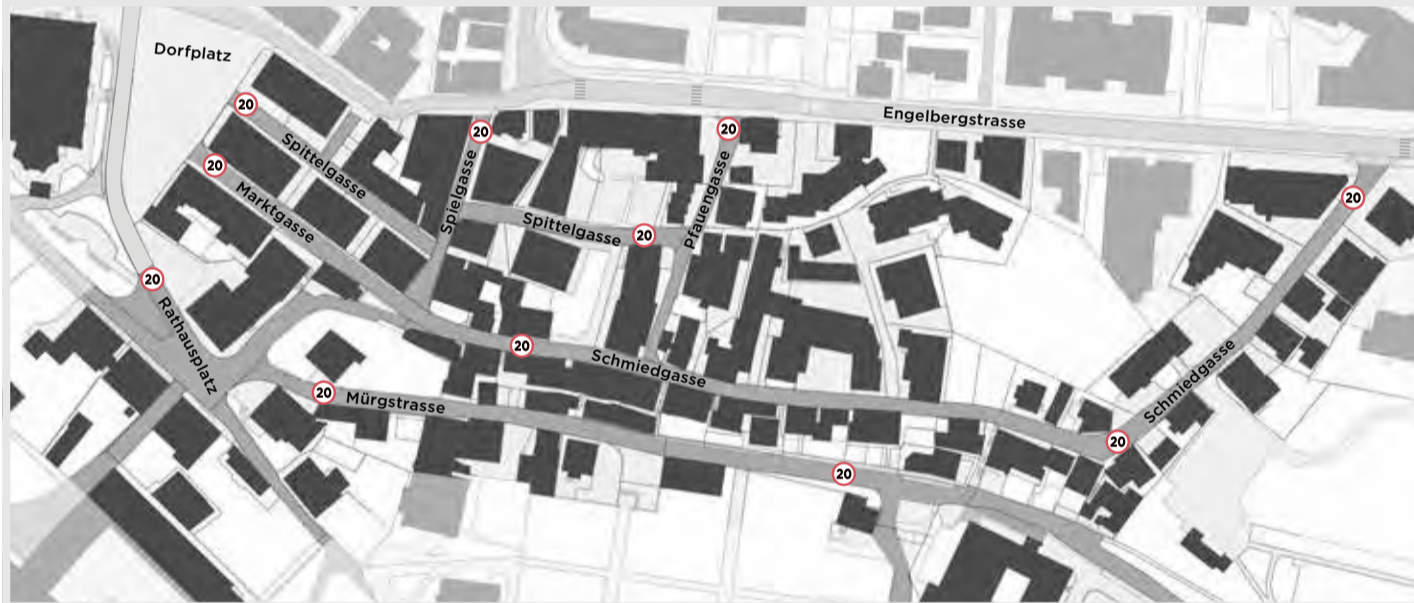 Dorfplatz
20
Engelbergstrasse
20
20
Spittelgasse
20
Marktgasse
Spielgasse
Pfauengasse
20
Spittelgasse
20
20
Rathausplatz
20
Schmiedgasse
Schmiedgasse
20
Mürgstrasse
20
20